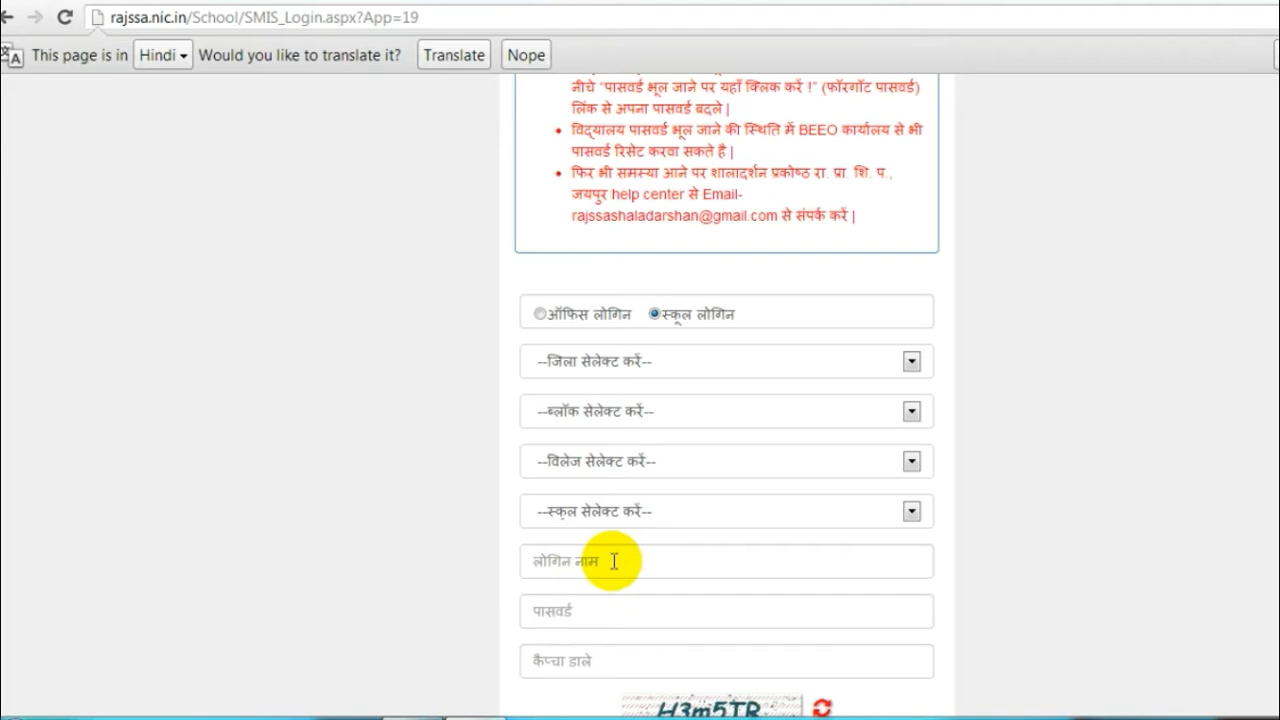 rajssa.nic.in/School/SMIS_Login.aspx?App=19
This page is in Hindi Would you like to translate it? Translate Nope
नीचे "पासवर्ड भूल जाने पर यहाँ क्लिक करें !" (फॉरगॉट पासवर्ड)
लिंक से अपना पासवर्ड बदले |
• विद्यालय पासवर्ड भूल जाने की स्थिति में BEEO कार्यालय से भी
पासवर्ड रिसेट करवा सकते है |
• फिर भी समस्या आने पर शालादर्शन प्रकोष्ठ रा. प्रा. शि. प.,
जयपुर help center से Email-
rajssashaladarshan@gmail.com से संपर्क करें |
ऑफिस लोगिन स्कूल लोगिन
--जिला सेलेक्ट करें--
--ब्लॉक सेलेक्ट करें--
--विलेज सेलेक्ट करें--
--स्कूल सेलेक्ट करें--
लोगिन नाम
पासवर्ड
कैप्चा डाले
H3m5TR